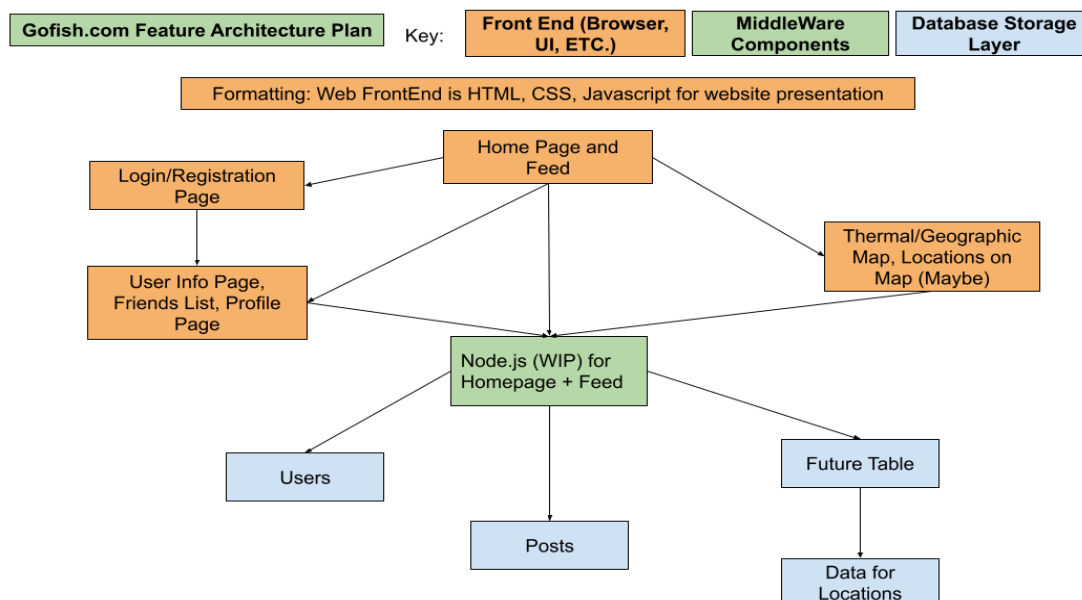 Gofish.com Feature Architecture Plan
Key:
Front End (Browser,
UI, ETC.)
MiddleWare
Components
Database Storage
Layer
Formatting: Web FrontEnd is HTML, CSS, Javascript for website presentation
Home Page and
Feed
Login/Registration
Page
Thermal/Geographic
Map, Locations on
Map (Maybe)
User Info Page,
Friends List, Profile
Page
Node.js (WIP) for
Homepage + Feed
Users
Future Table
Posts
Data for
Locations